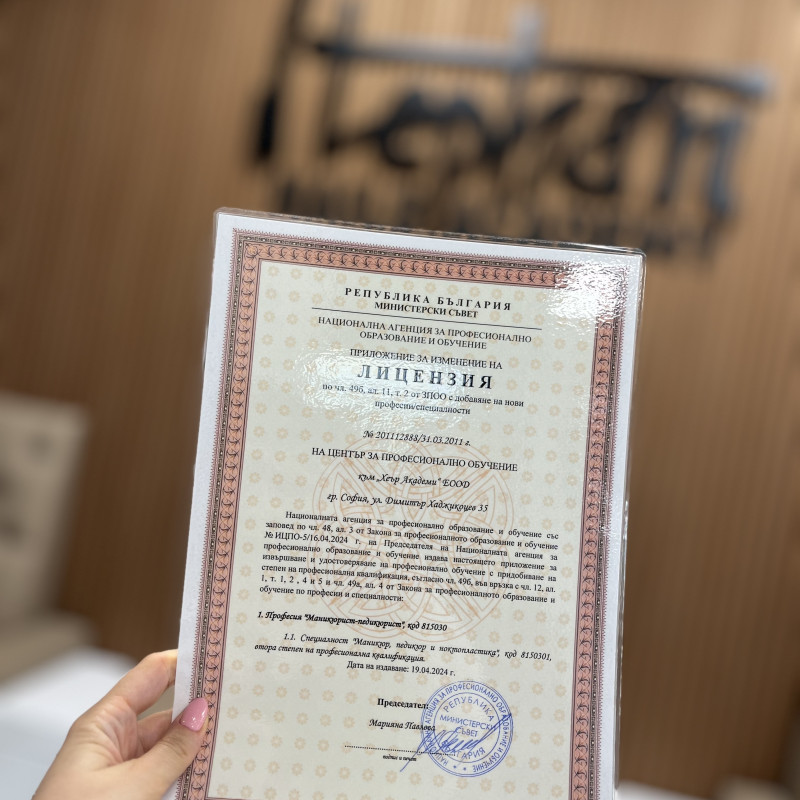 РЕПУБЛИКА БЪЛГАРИЯ
МИНИСТЕРСКИ СЪВЕТ
НАЦИОНАЛНА АГЕНЦИЯ ЗА ПРОФЕСИОНАЛНО
ОБРАЗОВАНИЕ И ОБУЧЕНИЕ
ПРИЛОЖЕНИЕ ЗА ИЗМЕНЕНИЕ НА
ЛИЦЕНЗИЯ
по чл. 49б, ал. 11, т. 2 от ЗПОО с добавяне на нови
професии/специалности
№ 201112888/31.03.2011 г.
НА ЦЕНТЪР ЗА ПРОФЕСИОНАЛНО ОБУЧЕНИЕ
към „Хеър Академи" ЕООД
гр. София, ул. Димитър Хаджикоцев 35
Националната агенция за професионално образование и обучение със
заповед по чл. 48, ал. 3 от Закона за професионалното образование и обучение
№ ИЦПО-5/16.04.2024 г. на Председателя на Националната агенция за
професионално образование и обучение издава настоящето приложение за
извършване и удостоверяване на професионално обучение с придобиване на
степен на професионална квалификация, съгласно чл. 49б, във връзка с чл. 12, ал.
1, т. 1, 2 , 4 и 5 и чл. 49а, ал. 4 от Закона за професионалното образование и
обучение по професии и специалности:
1. Професия "Маникюрист-педикюрист", код 815030
1.1. Специалност "Маникюр, педикюр и ноктопластика", код 8150301,
втора степен на професионална квалификация.
Дата на издаване: 19.04.2024 г.
Председател:
Марияна Павлова
подпис и печат
РЕПУБЛИКА
МИНИСТЕРСКИ
СЪВЕТ
БЪЛГАРИЯ